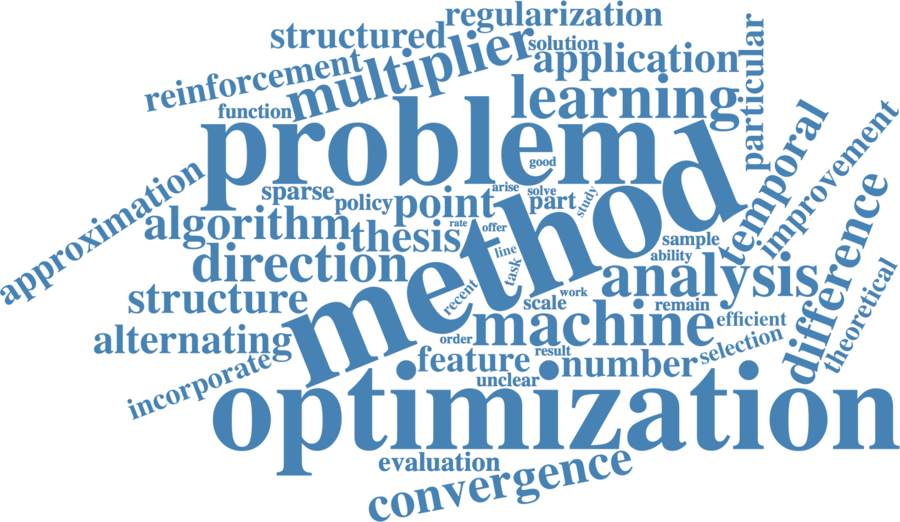 regularization
structured
multiplier
solution
application
particular
reinforcement
function
learning
problem
temporal
improvement
good
approximation
sparse
policy
point
arise
solve
part
study
method
algorithm
thesis
rate
offer
sample
ability
difference
direction
line
task
analysis
structure
recent
scale
work
remain
theoretical
alternating
order
machine
efficient
selection
incorporate
feature
result
number
unclear
optimization
evaluation
convergence